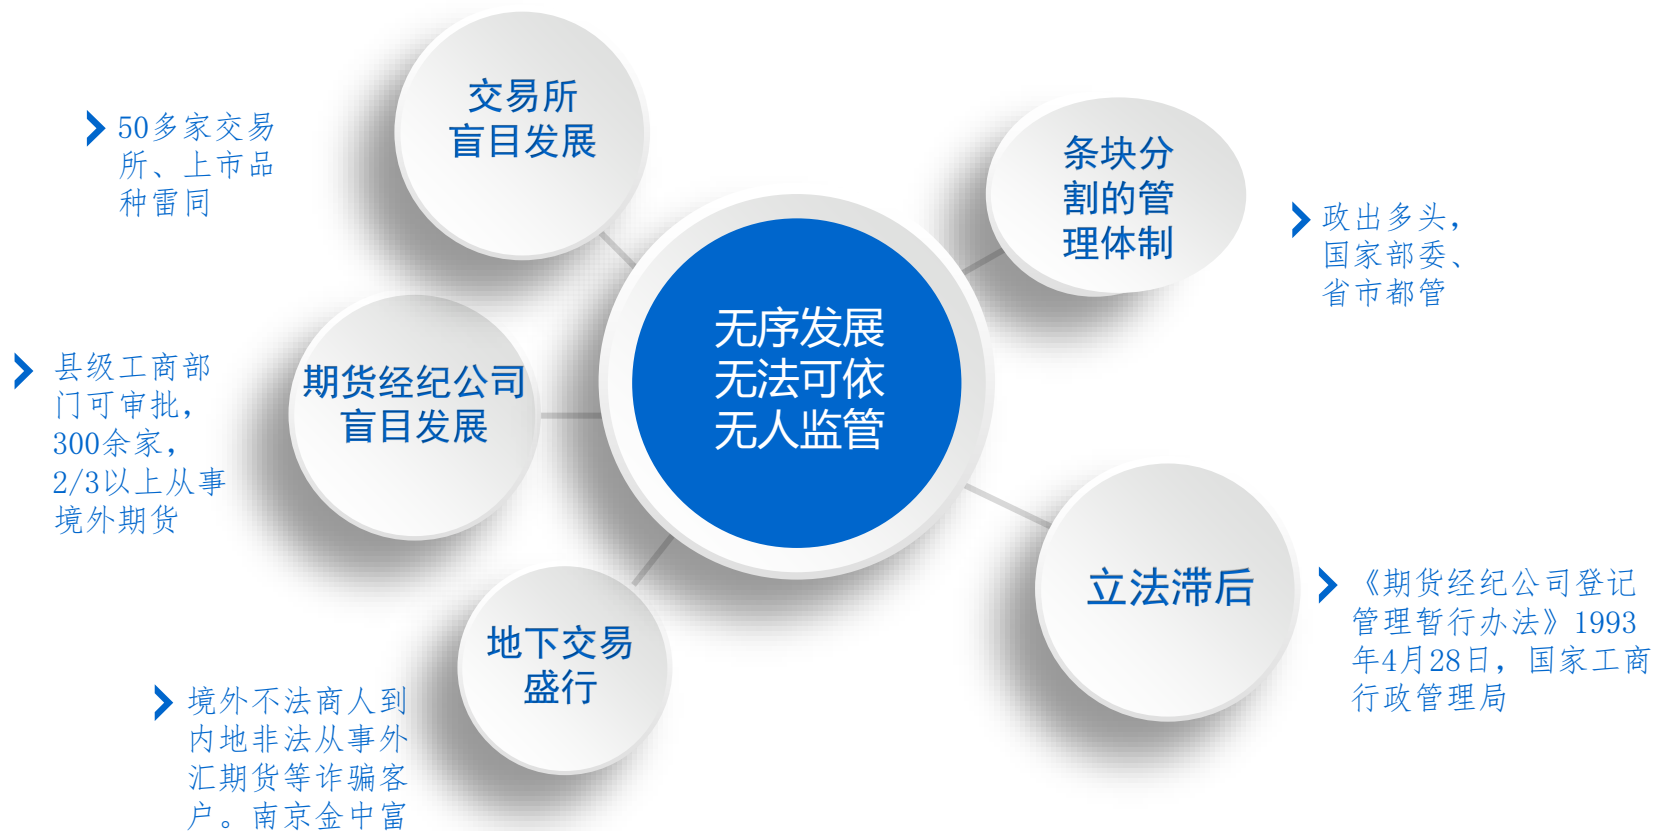 交易所
盲目发展
50多家交易
所、上市品
种雷同
条块分
割的管
理体制
政出多头，
国家部委、
省市都管
无序发展
无法可依
无人监管
期货经纪公司
盲目发展
县级工商部
门可审批，
300余家，
2/3以上从事
境外期货
立法滞后
《期货经纪公司登记
管理暂行办法》1993
年4月28日，国家工商
行政管理局
地下交易
盛行
境外不法商人到
内地非法从事外
汇期货等诈骗客
户。南京金中富